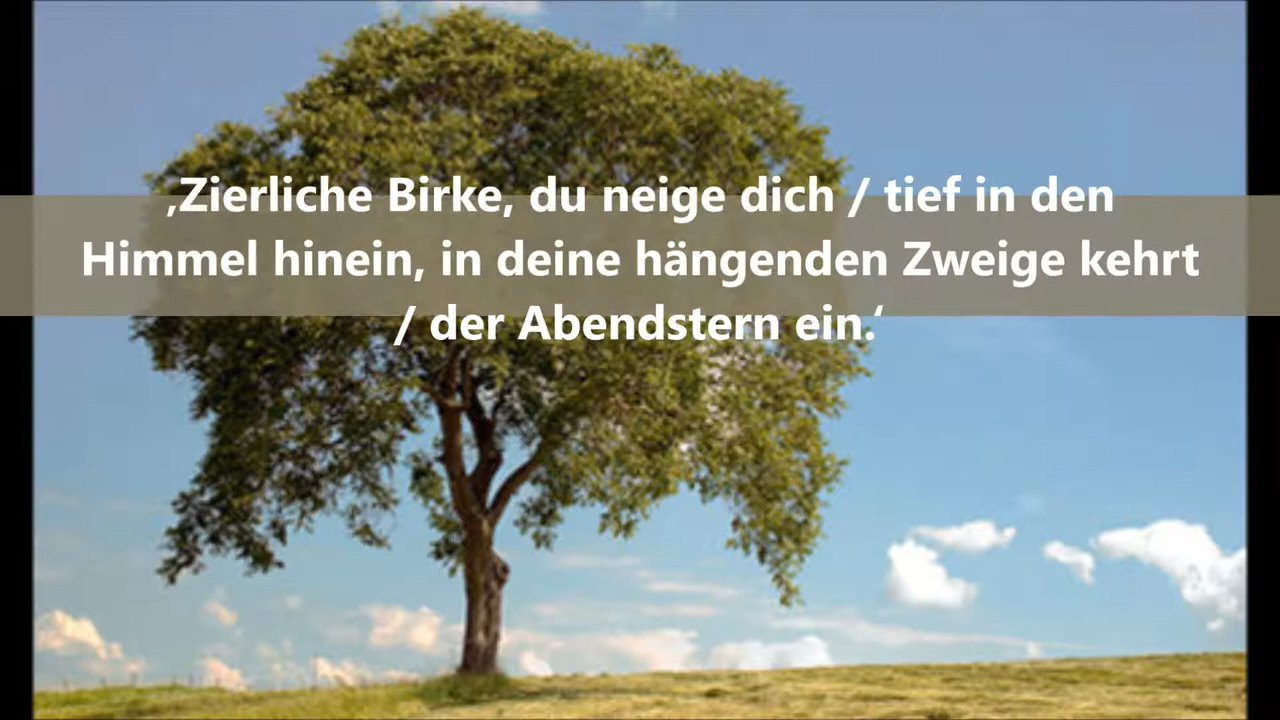 ‚Zierliche Birke, du neige dich / tief in den
Himmel hinein, in deine hängenden Zweige kehrt
/ der Abendstern ein.‘